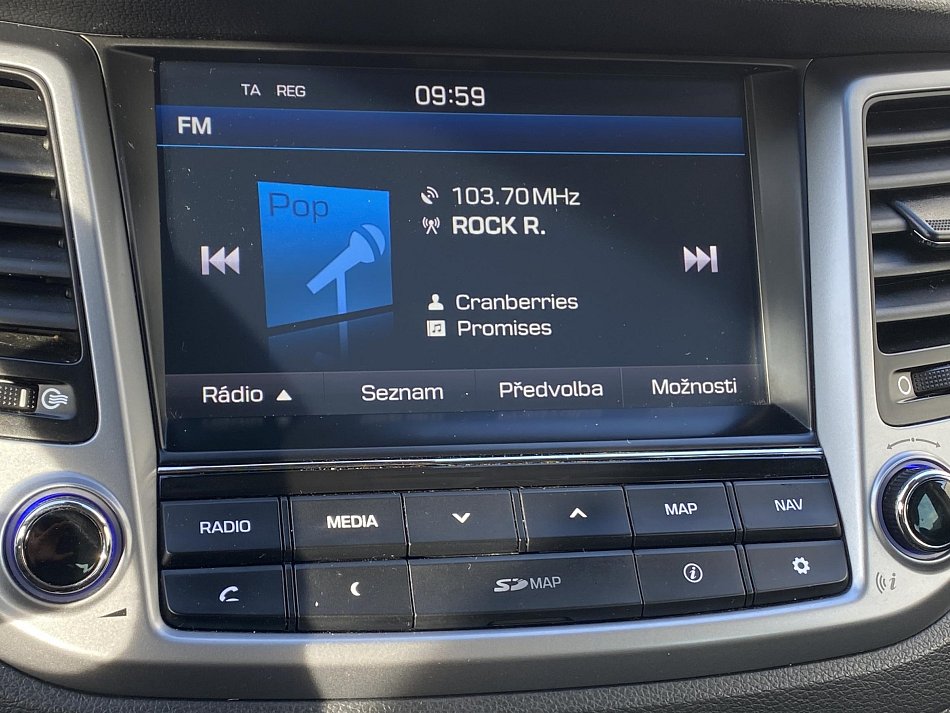 TA REG 09:59
FM
Pop
103.70MHz
ROCK R.
Cranberries
Promises
Rádio Seznam Předvolba Možnosti
RADIO MEDIA MAP NAV
SD MAP